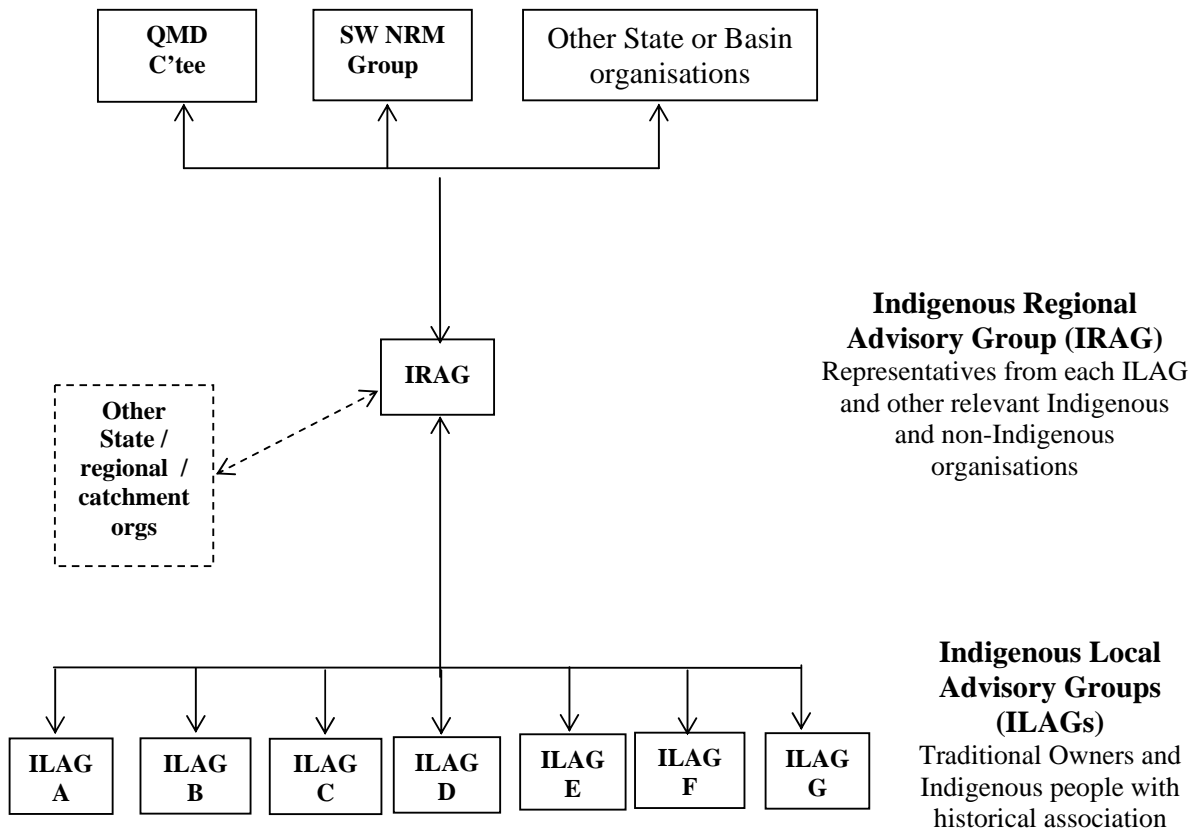 QMD
C'tee
SW NRM
Group
Other State or Basin
organisations
Indigenous Regional
Advisory Group (IRAG)
Representatives from each ILAG
and other relevant Indigenous
and non-Indigenous
organisations
IRAG
Other
State /
regional /
catchment
orgs
Indigenous Local
Advisory Groups
(ILAGs)
Traditional Owners and
Indigenous people with
historical association
ILAG
A
ILAG
B
ILAG
C
ILAG
D
ILAG
E
ILAG
F
ILAG
G